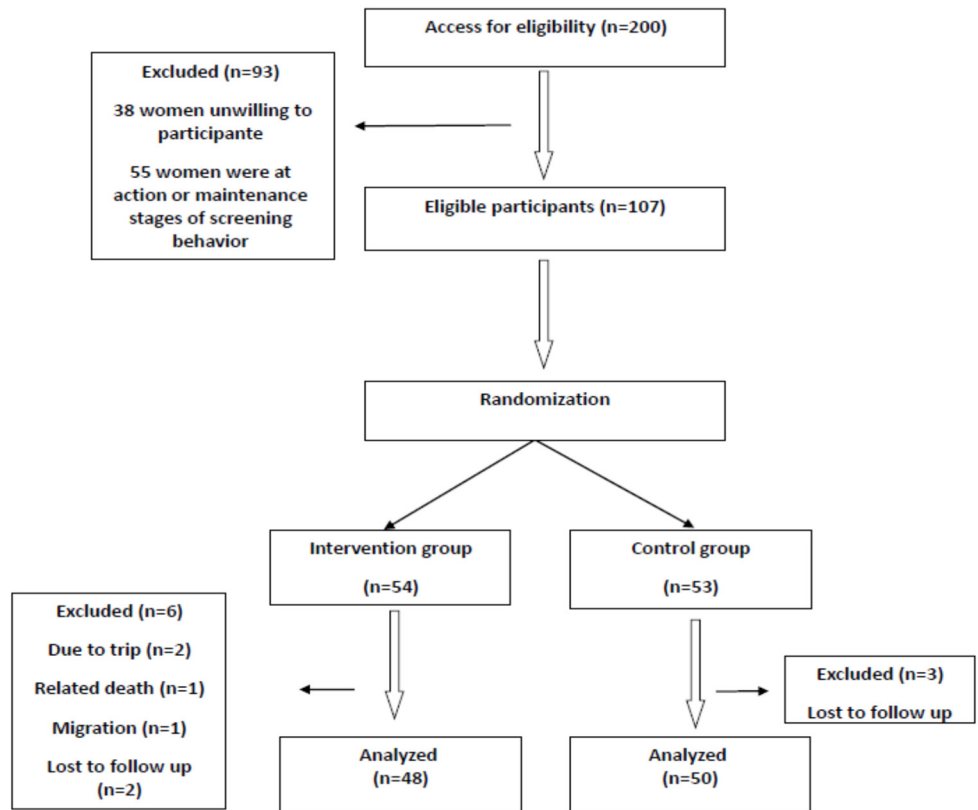 Access for eligibility (n=200)
Excluded (n=93)
38 women unwilling to
participante
55 women were at
action or maintenance
stages of screening
behavior
Eligible participants (n=107)
Randomization
Intervention group
(n=54)
Control group
(n=53)
Excluded (n=6)
Due to trip (n=2)
Related death (n=1)
Migration (n=1)
Lost to follow up
(n=2)
Excluded (n=3)
Lost to follow up
Analyzed
(n=48)
Analyzed
(n=50)